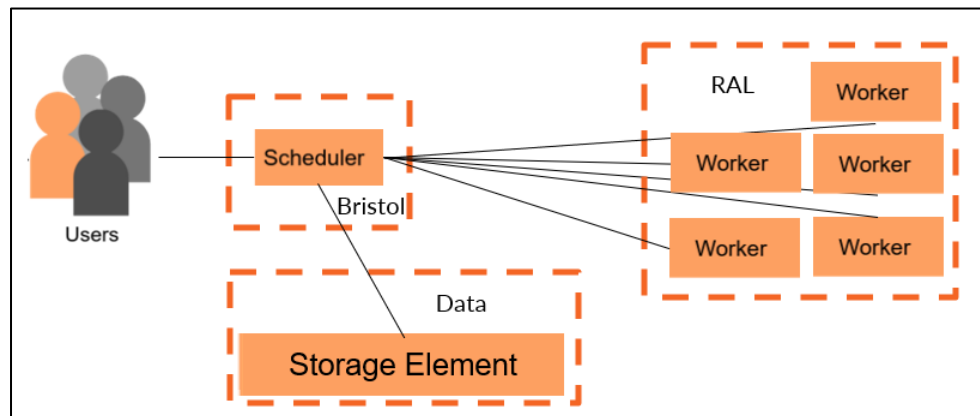 RAL
Worker
Scheduler
Worker
Worker
Bristol
Users
Worker
Worker
Data
Storage Element